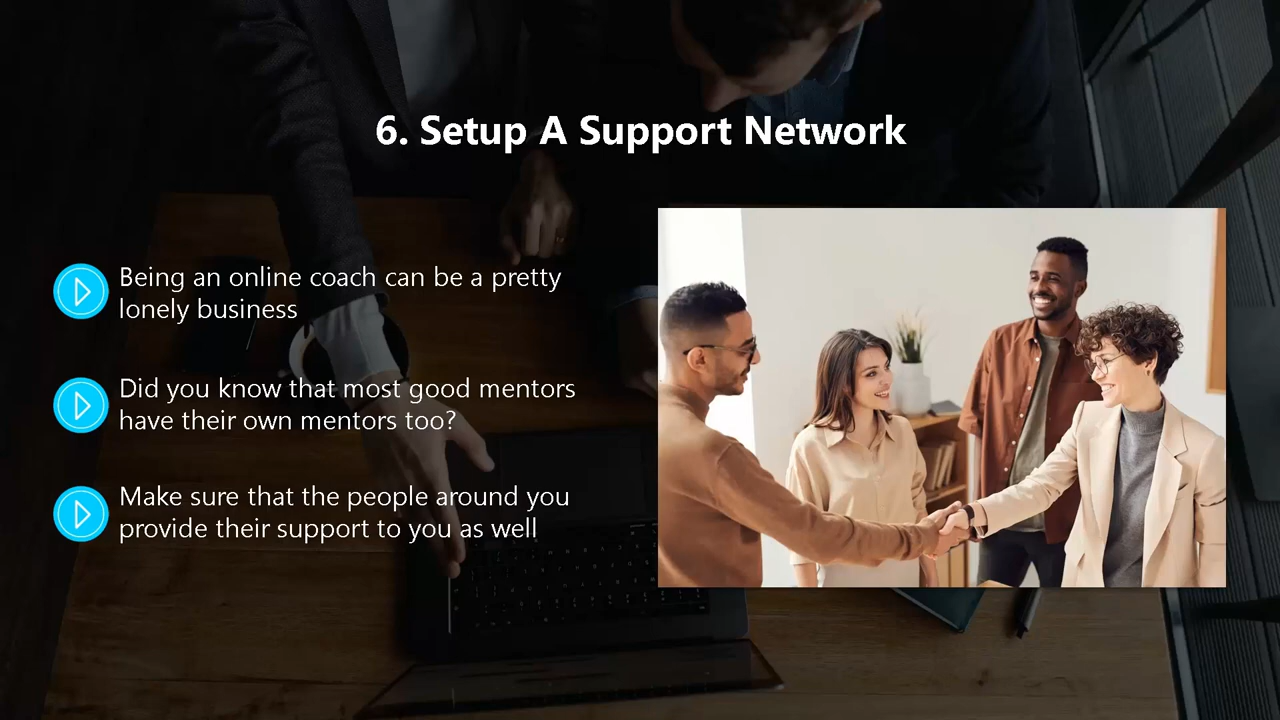 6. Setup A Support Network
Being an online coach can be a pretty
lonely business
Did you know that most good mentors
have their own mentors too?
Make sure that the people around you
provide their support to you as well